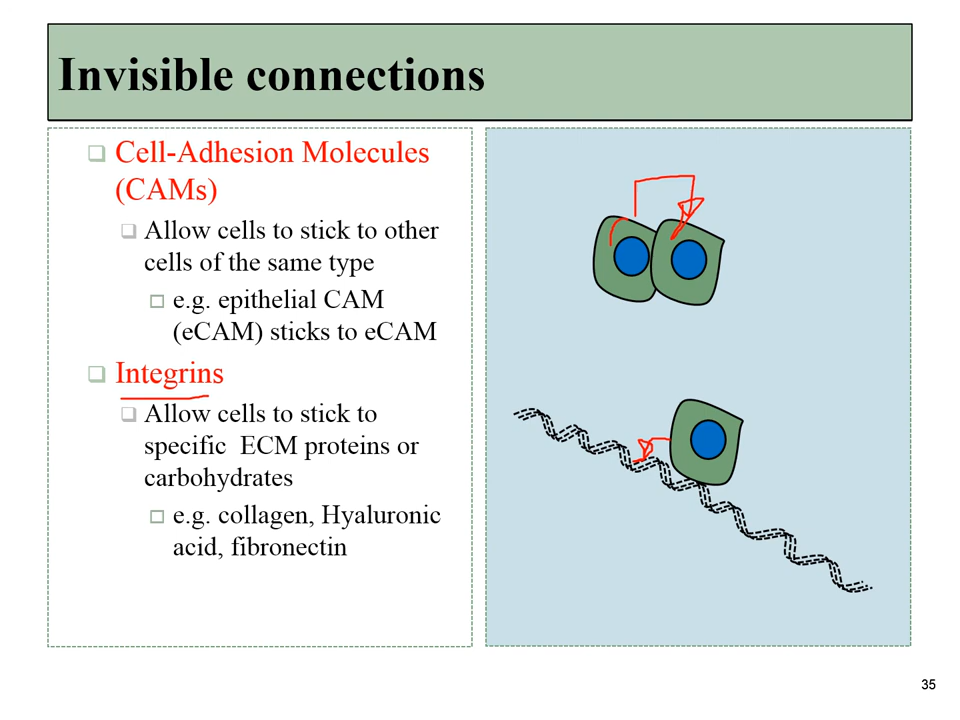 Invisible connections
Cell-Adhesion Molecules
(CAMs)
Allow cells to stick to other
cells of the same type
e.g. epithelial CAM
(eCAM) sticks to eCAM
Integrins
Allow cells to stick to
specific ECM proteins or
carbohydrates
e.g. collagen, Hyaluronic
acid, fibronectin
35